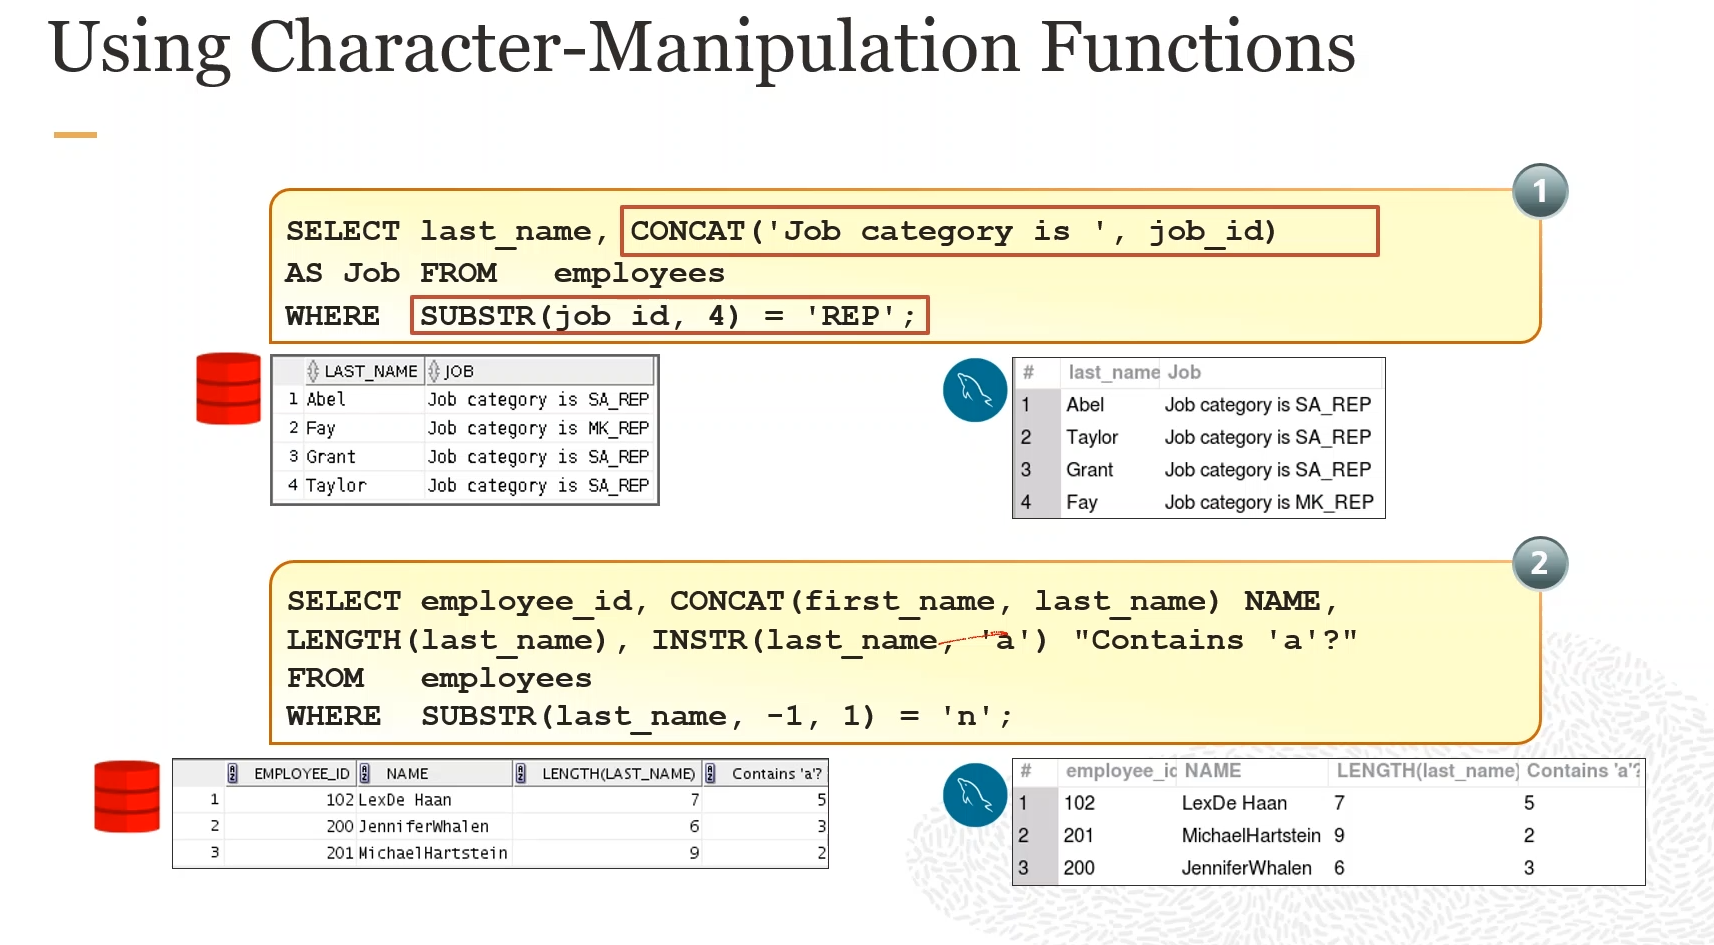 Using Character-Manipulation Functions
1
SELECT last_name, CONCAT('Job category is ', job_id)
AS Job FROM employees
WHERE SUBSTR(job id, 4) = 'REP';
LAST_NAME JOB
1 Abel Job category is SA_REP
2 Fay Job category is MK_REP
3 Grant Job category is SA_REP
4 Taylor Job category is SA_REP
# last_name Job
1 Abel Job category is SA_REP
2 Taylor Job category is SA_REP
3 Grant Job category is SA_REP
4 Fay Job category is MK_REP
2
SELECT employee_id, CONCAT(first_name, last_name) NAME,
LENGTH(last_name), INSTR(last_name, 'a') "Contains 'a'?"
FROM employees
WHERE SUBSTR(last_name, -1, 1) = 'n';
EMPLOYEE_ID NAME LENGTH(LAST_NAME) Contains 'a'?
1 102 LexDe Haan 7 5
2 200 JenniferWhalen 6 3
3 201 MichaelHartstein 9 2
# employee_id NAME LENGTH(last_name) Contains 'a'?
1 102 LexDe Haan 7 5
2 201 MichaelHartstein 9 2
3 200 JenniferWhalen 6 3